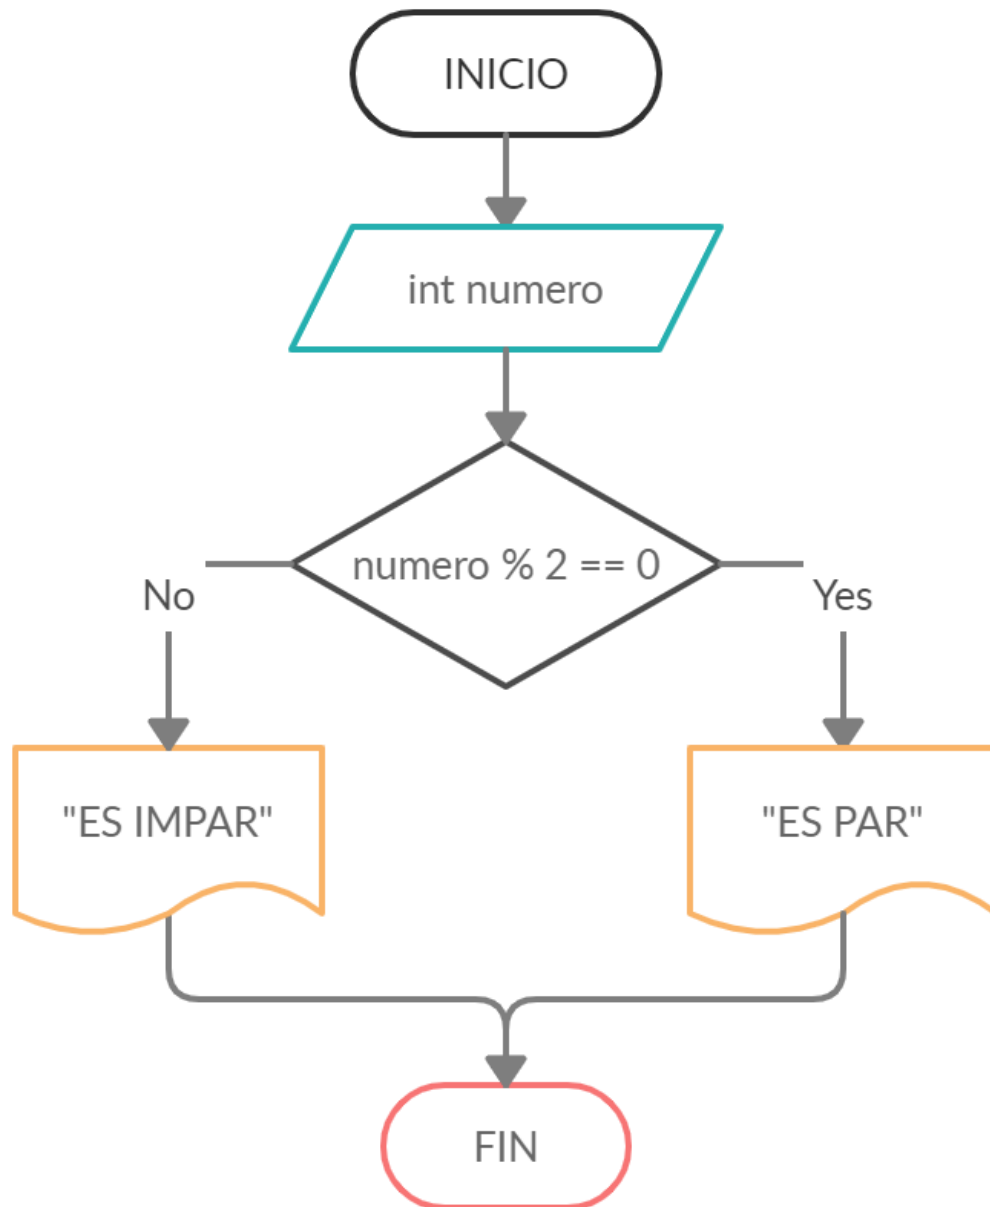 INICIO
int numero
numero % 2 == 0
No
Yes
"ES IMPAR"
"ES PAR"
FIN